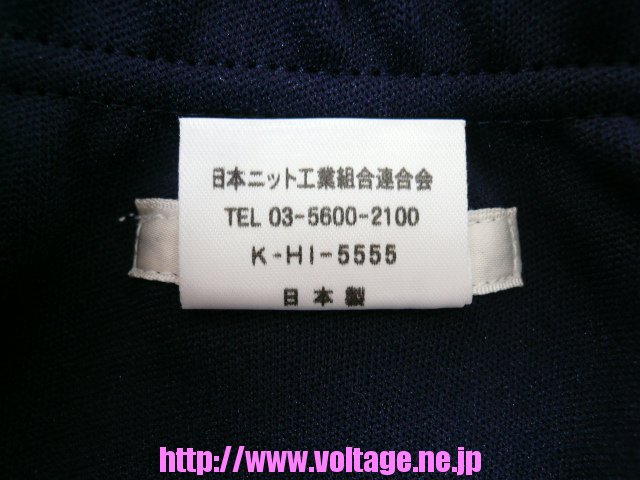 日本ニット工業組合連合会
TEL 03-5600-2100
K-HI-5555
日本製
http://www.voltage.ne.jp